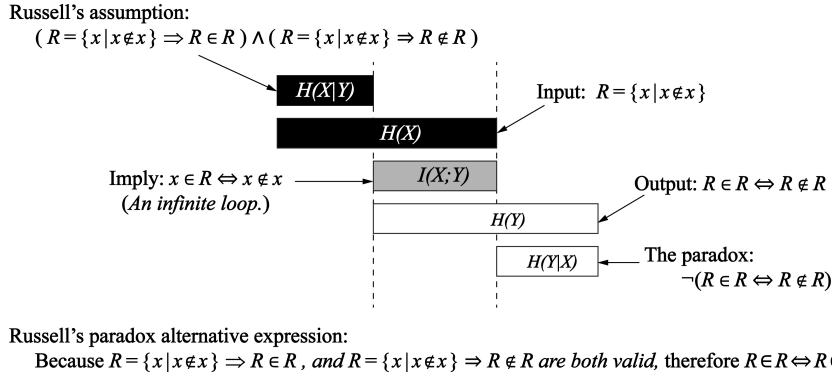 Russell's assumption:
( R = { x | x ∉ x } ⇒ R ∈ R ) ∧ ( R = { x | x ∉ x } ⇒ R ∉ R )
H(X|Y)
Input: R = { x | x ∉ x }
H(X)
Imply: x ∈ R ⇔ x ∉ x
(An infinite loop.)
I(X;Y)
Output: R ∈ R ⇔ R ∉ R
H(Y)
H(Y|X)
The paradox:
¬(R ∈ R ⇔ R ∉ R)
Russell's paradox alternative expression:
Because R = { x | x ∉ x } ⇒ R ∈ R , and R = { x | x ∉ x } ⇒ R ∉ R are both valid, therefore R ∈ R ⇔ R